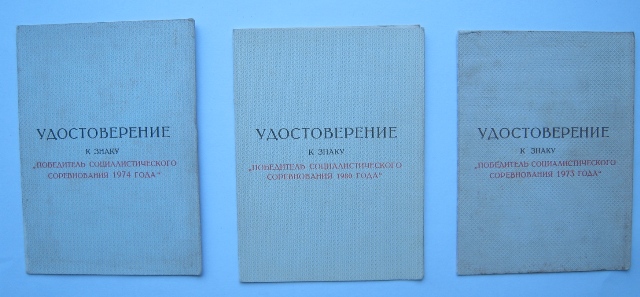 УДОСТОВЕРЕНИЕ
К ЗНАКУ
„ПОБЕДИТЕЛЬ СОЦИАЛИСТИЧЕСКОГО
СОРЕВНОВАНИЯ 1974 ГОДА“
УДОСТОВЕРЕНИЕ
К ЗНАКУ
„ПОБЕДИТЕЛЬ СОЦИАЛИСТИЧЕСКОГО
СОРЕВНОВАНИЯ 1980 ГОДА“
УДОСТОВЕРЕНИЕ
К ЗНАКУ
„ПОБЕДИТЕЛЬ СОЦИАЛИСТИЧЕСКОГО
СОРЕВНОВАНИЯ 1973 ГОДА“